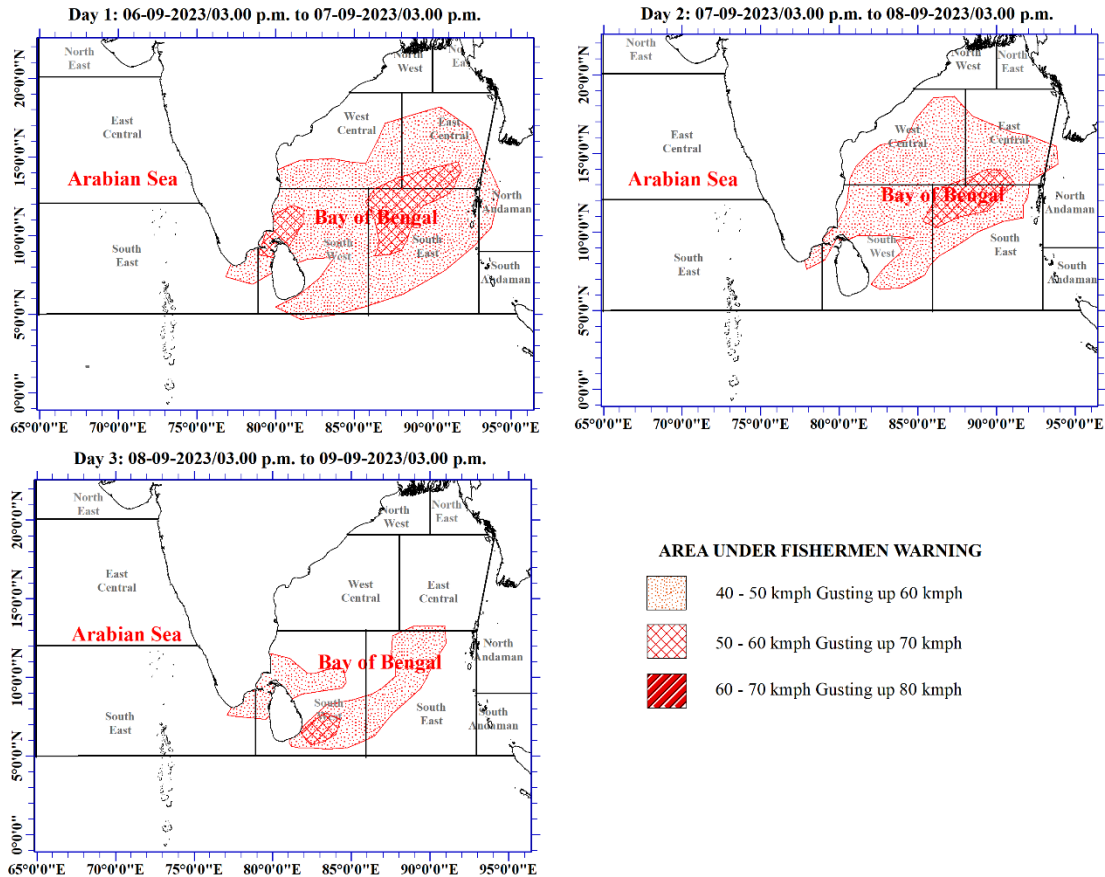 Day 1: 06-09-2023/03.00 p.m. to 07-09-2023/03.00 p.m.
North
East
North
West
East
Central
West
Central
East
Central
Arabian Sea
Bay of Bengal
North
Andaman
South
East
South
West
South
East
South
Andaman
20°0'0"N
15°0'0"N
10°0'0"N
5°0'0"N
0°0'0"
65°0'0"E
70°0'0"E
75°0'0"E
80°0'0"E
85°0'0"E
90°0'0"E
95°0'0"E
Day 2: 07-09-2023/03.00 p.m. to 08-09-2023/03.00 p.m.
North
East
North
West
North
East
East
Central
West
Central
East
Central
Arabian Sea
Bay of Bengal
North
Andaman
South
East
South
West
South
East
South
Andaman
20°0'0"N
15°0'0"N
10°0'0"N
5°0'0"N
0°0'0"
65°0'0"E
70°0'0"E
75°0'0"E
80°0'0"E
85°0'0"E
90°0'0"E
95°0'0"E
Day 3: 08-09-2023/03.00 p.m. to 09-09-2023/03.00 p.m.
North
East
North
West
North
East
East
Central
West
Central
East
Central
Arabian Sea
Bay of Bengal
North
Andaman
South
East
South
South
East
South
Andaman
20°0'0"N
15°0'0"N
10°0'0"N
5°0'0"N
0°0'0"
65°0'0"E
70°0'0"E
75°0'0"E
80°0'0"E
85°0'0"E
90°0'0"E
95°0'0"E
AREA UNDER FISHERMEN WARNING
40 - 50 kmph Gusting up 60 kmph
50 - 60 kmph Gusting up 70 kmph
60 - 70 kmph Gusting up 80 kmph